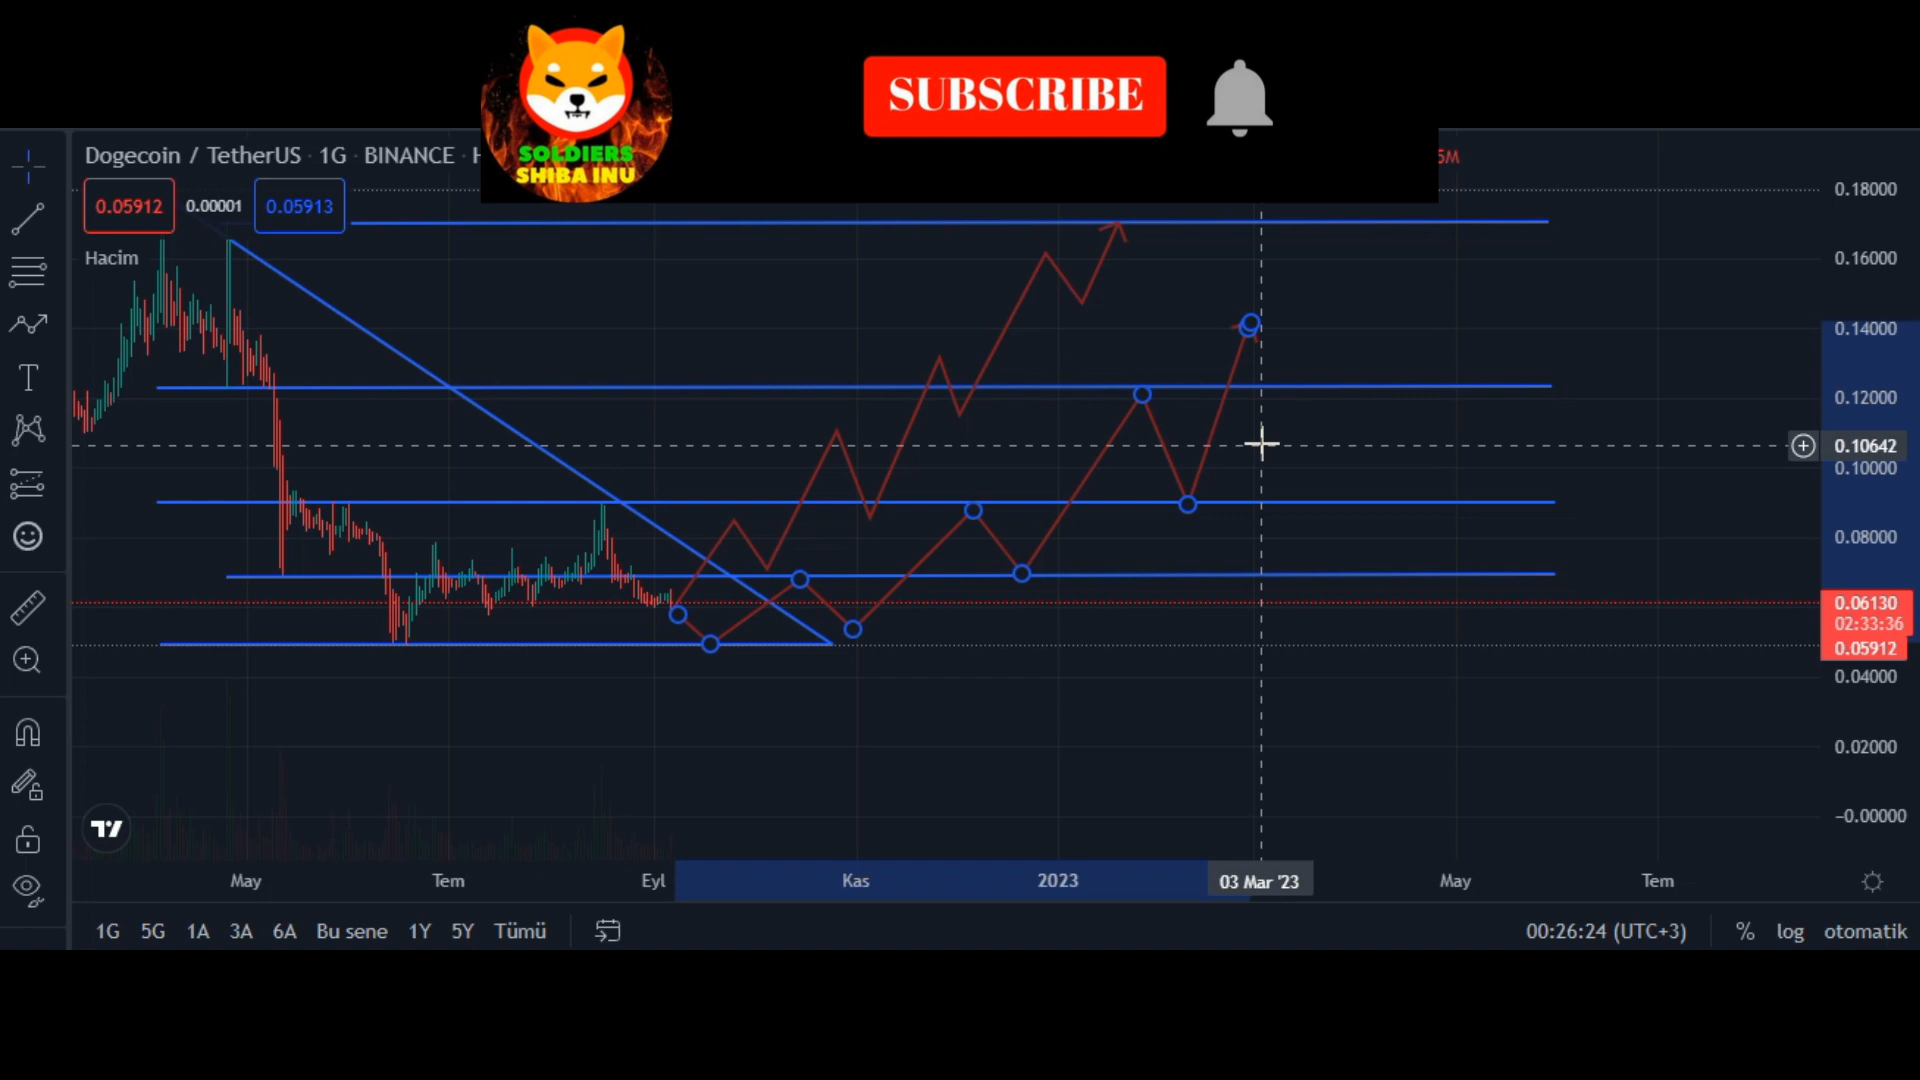 SUBSCRIBE
SOLDIERS
SHIBA INU
Dogecoin / TetherUS · 1G · BINANCE ·
5M
0.05912
0.00001
0.05913
Hacim
0.18000
0.16000
0.14000
0.12000
0.10642
0.10000
0.08000
0.06130
02:33:36
0.05912
0.04000
0.02000
−0.00000
May
Tem
Eyl
Kas
2023
03 Mar '23
May
Tem
1G 5G 1A 3A 6A Bu sene 1Y 5Y Tümü
00:26:24 (UTC+3)
% log otomatik